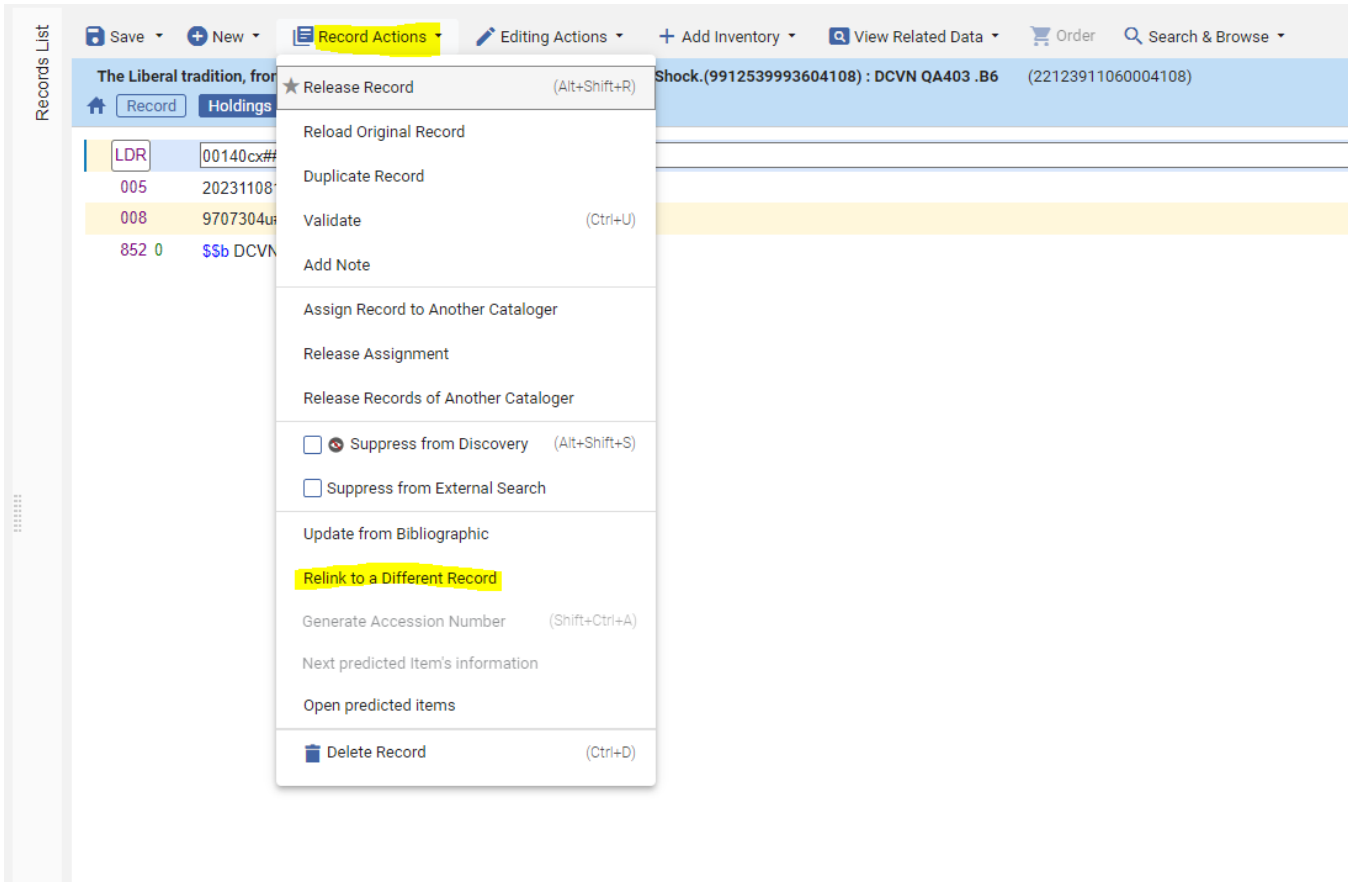 Records List
Save New Record Actions Editing Actions + Add Inventory View Related Data Order Search & Browse
The Liberal tradition, fror Shock.(9912539993604108) : DCVN QA403 .B6 (22123911060004108)
Record Holdings
Release Record (Alt+Shift+R)
Reload Original Record
LDR 00140cx##
Duplicate Record
005 20231108
Validate (Ctrl+U)
008 9707304u
852 0 $$b DCVN
Add Note
Assign Record to Another Cataloger
Release Assignment
Release Records of Another Cataloger
Suppress from Discovery (Alt+Shift+S)
Suppress from External Search
Update from Bibliographic
Relink to a Different Record
Generate Accession Number (Shift+Ctrl+A)
Next predicted Item's information
Open predicted items
Delete Record (Ctrl+D)